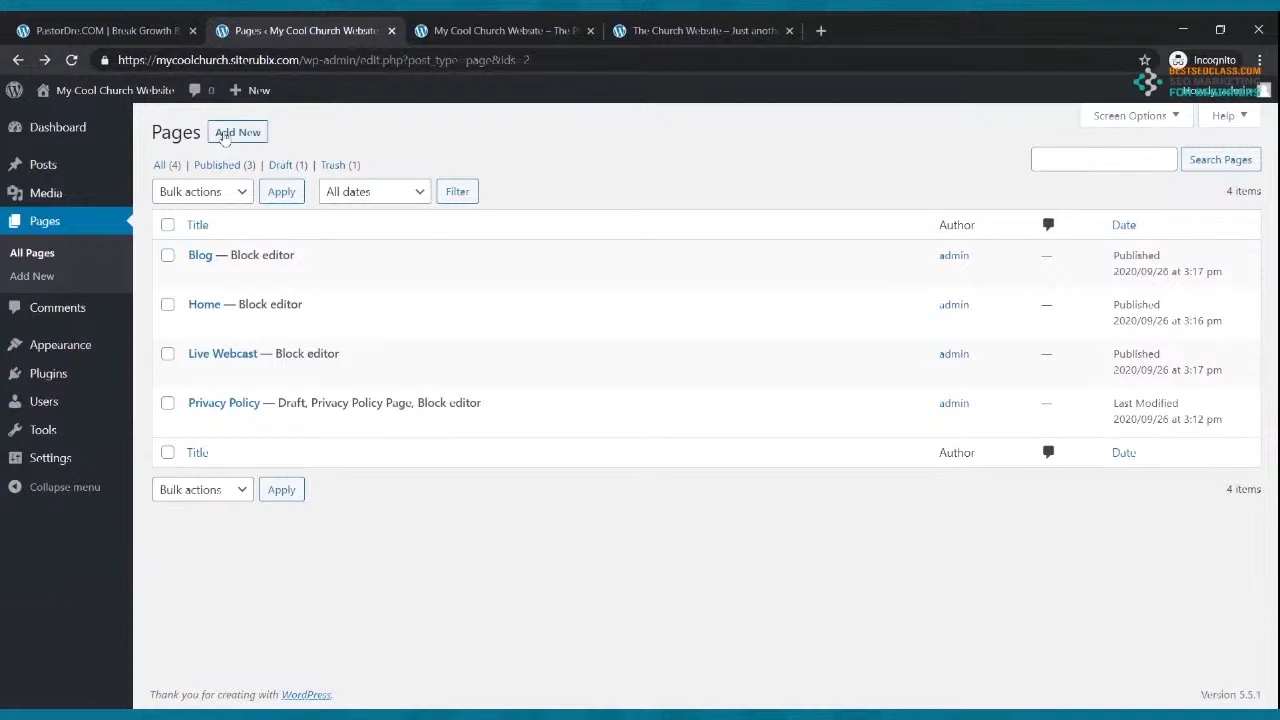 PastorDre.COM | Break Growth B
Pages ‹ My Cool Church Website
My Cool Church Website – The P
The Church Website – Just anoth
https://mycoolchurch.siterubix.com/wp-admin/edit.php?post_type=page&ids=2
Incognito
BESTSEOCLASS.COM
SEO MARKETING
FOR BEGINNERS
My Cool Church Website
0
New
Dashboard
Posts
Media
Pages
All Pages
Add New
Comments
Appearance
Plugins
Users
Tools
Settings
Collapse menu
Pages
Add New
Screen Options
Help
All (4) | Published (3) | Draft (1) | Trash (1)
Search Pages
Bulk actions
Apply
All dates
Filter
4 items
Title
Author
Date
Blog — Block editor
admin
—
Published
2020/09/26 at 3:17 pm
Home — Block editor
admin
—
Published
2020/09/26 at 3:16 pm
Live Webcast — Block editor
admin
—
Published
2020/09/26 at 3:17 pm
Privacy Policy — Draft, Privacy Policy Page, Block editor
admin
—
Last Modified
2020/09/26 at 3:12 pm
Title
Author
Date
Bulk actions
Apply
4 items
Thank you for creating with WordPress.
Version 5.5.1